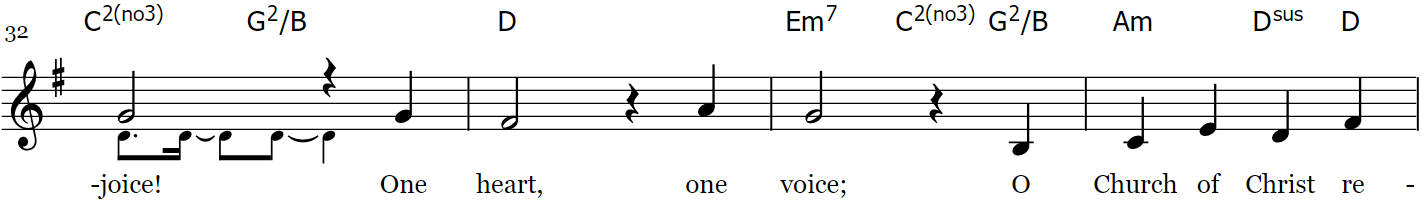 C2(no3) G2/B D Em7 C2(no3) G2/B Am Dsus D
32
-joice! One heart, one voice; O Church of Christ re -